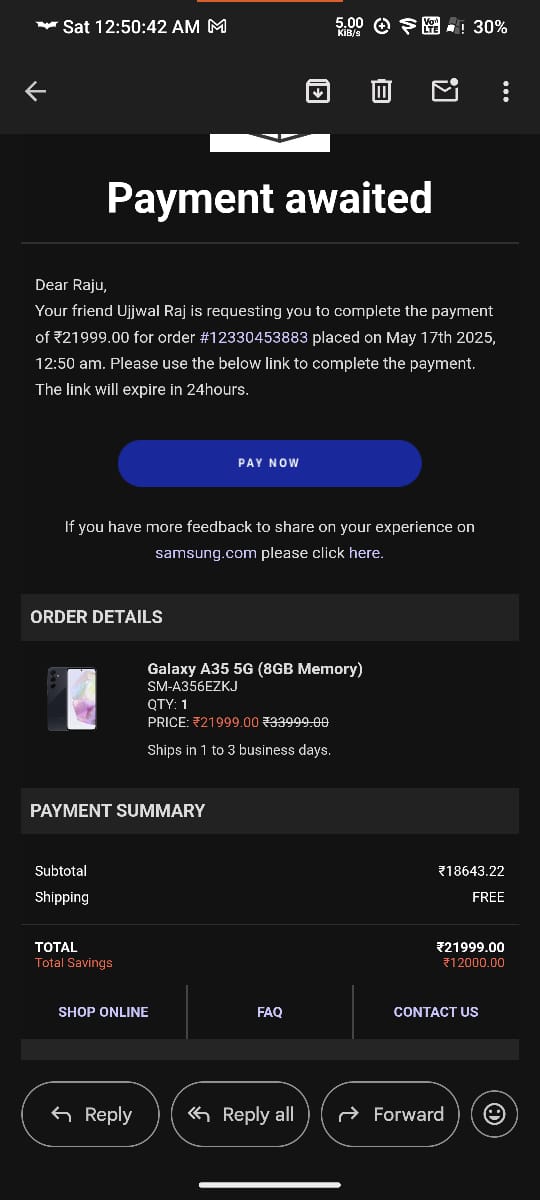 Sat 12:50:42 AM
5.00
KiB/s
Vo))
LTE
30%
Payment awaited
Dear Raju,
Your friend Ujjwal Raj is requesting you to complete the payment
of ₹21999.00 for order #12330453883 placed on May 17th 2025,
12:50 am. Please use the below link to complete the payment.
The link will expire in 24hours.
PAY NOW
If you have more feedback to share on your experience on
samsung.com please click here.
ORDER DETAILS
Galaxy A35 5G (8GB Memory)
SM-A356EZKJ
QTY: 1
PRICE: ₹21999.00 ₹33999.00
Ships in 1 to 3 business days.
PAYMENT SUMMARY
Subtotal ₹18643.22
Shipping FREE
TOTAL ₹21999.00
Total Savings ₹12000.00
SHOP ONLINE FAQ CONTACT US
Reply Reply all Forward